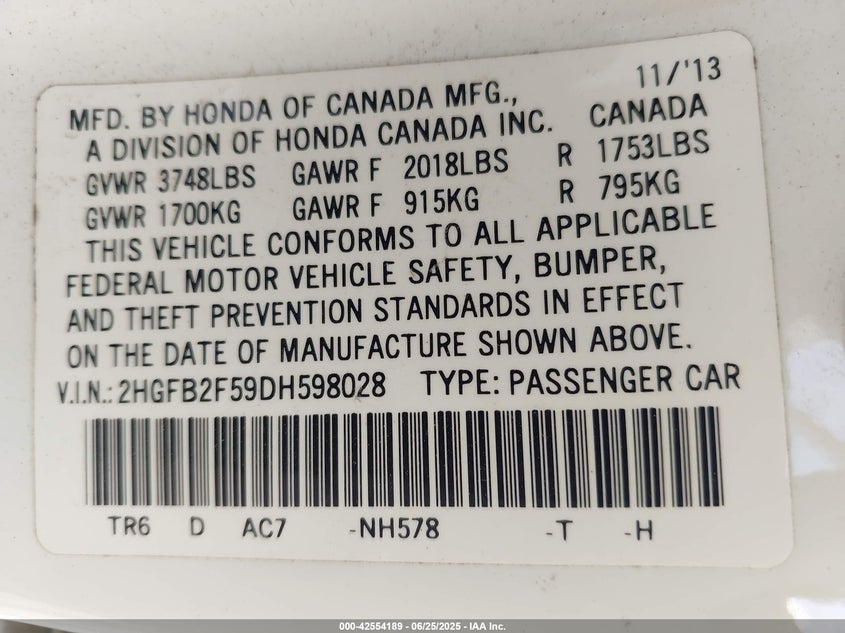 11/'13
MFD. BY HONDA OF CANADA MFG.,
A DIVISION OF HONDA CANADA INC. CANADA
GVWR 3748LBS GAWR F 2018LBS R 1753LBS
GVWR 1700KG GAWR F 915KG R 795KG
THIS VEHICLE CONFORMS TO ALL APPLICABLE
FEDERAL MOTOR VEHICLE SAFETY, BUMPER,
AND THEFT PREVENTION STANDARDS IN EFFECT
ON THE DATE OF MANUFACTURE SHOWN ABOVE.
V.I.N.: 2HGFB2F59DH598028 TYPE: PASSENGER CAR
TR6 D AC7 -NH578 -T -H
000-42554189 - 06/25/2025 - IAA Inc.